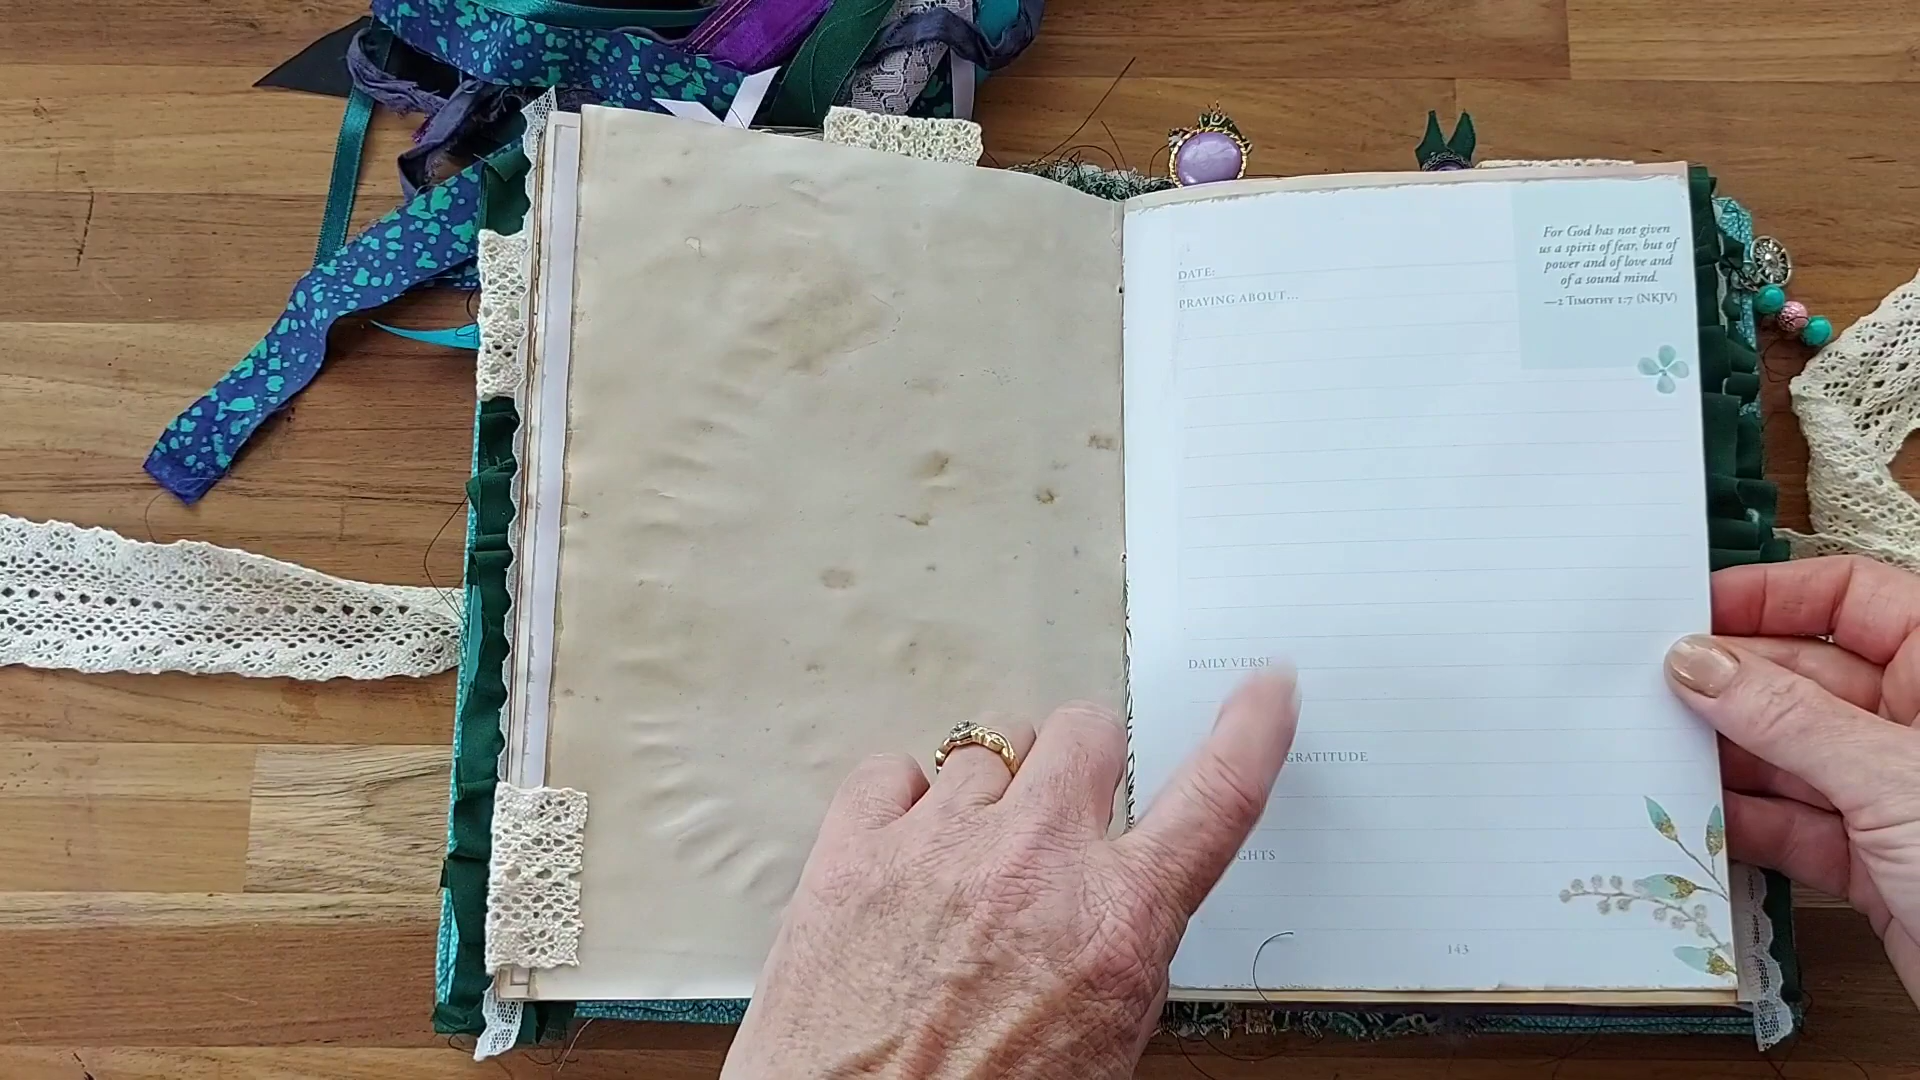 DATE:
PRAYING ABOUT...
For God has not given
us a spirit of fear, but of
power and of love and
of a sound mind.
—2 TIMOTHY 1:7 (NKJV)
DAILY VERSE
GRATITUDE
143